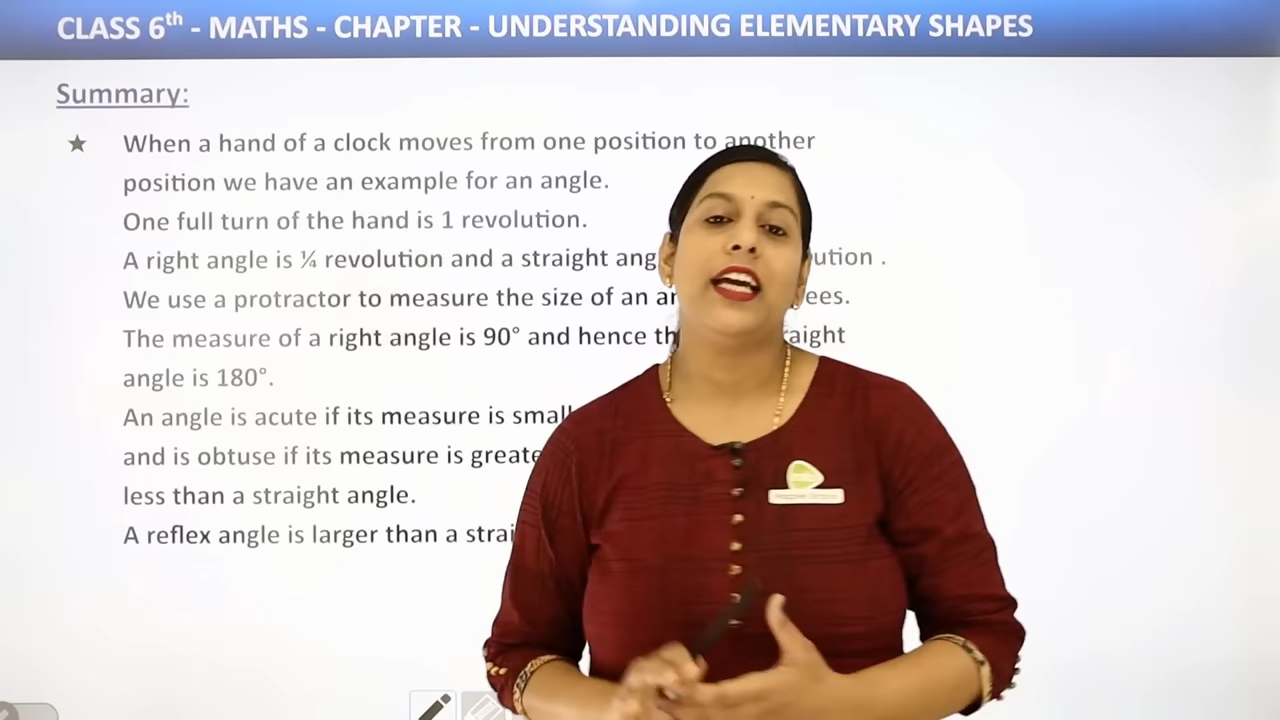 CLASS 6th - MATHS - CHAPTER - UNDERSTANDING ELEMENTARY SHAPES
Summary:
★ When a hand of a clock moves from one position to another
position we have an example for an angle.
One full turn of the hand is 1 revolution.
A right angle is ¼ revolution and a straight ang ution .
We use a protractor to measure the size of an an ees.
The measure of a right angle is 90° and hence th raight
angle is 180°.
An angle is acute if its measure is small
and is obtuse if its measure is greate
less than a straight angle.
A reflex angle is larger than a strai